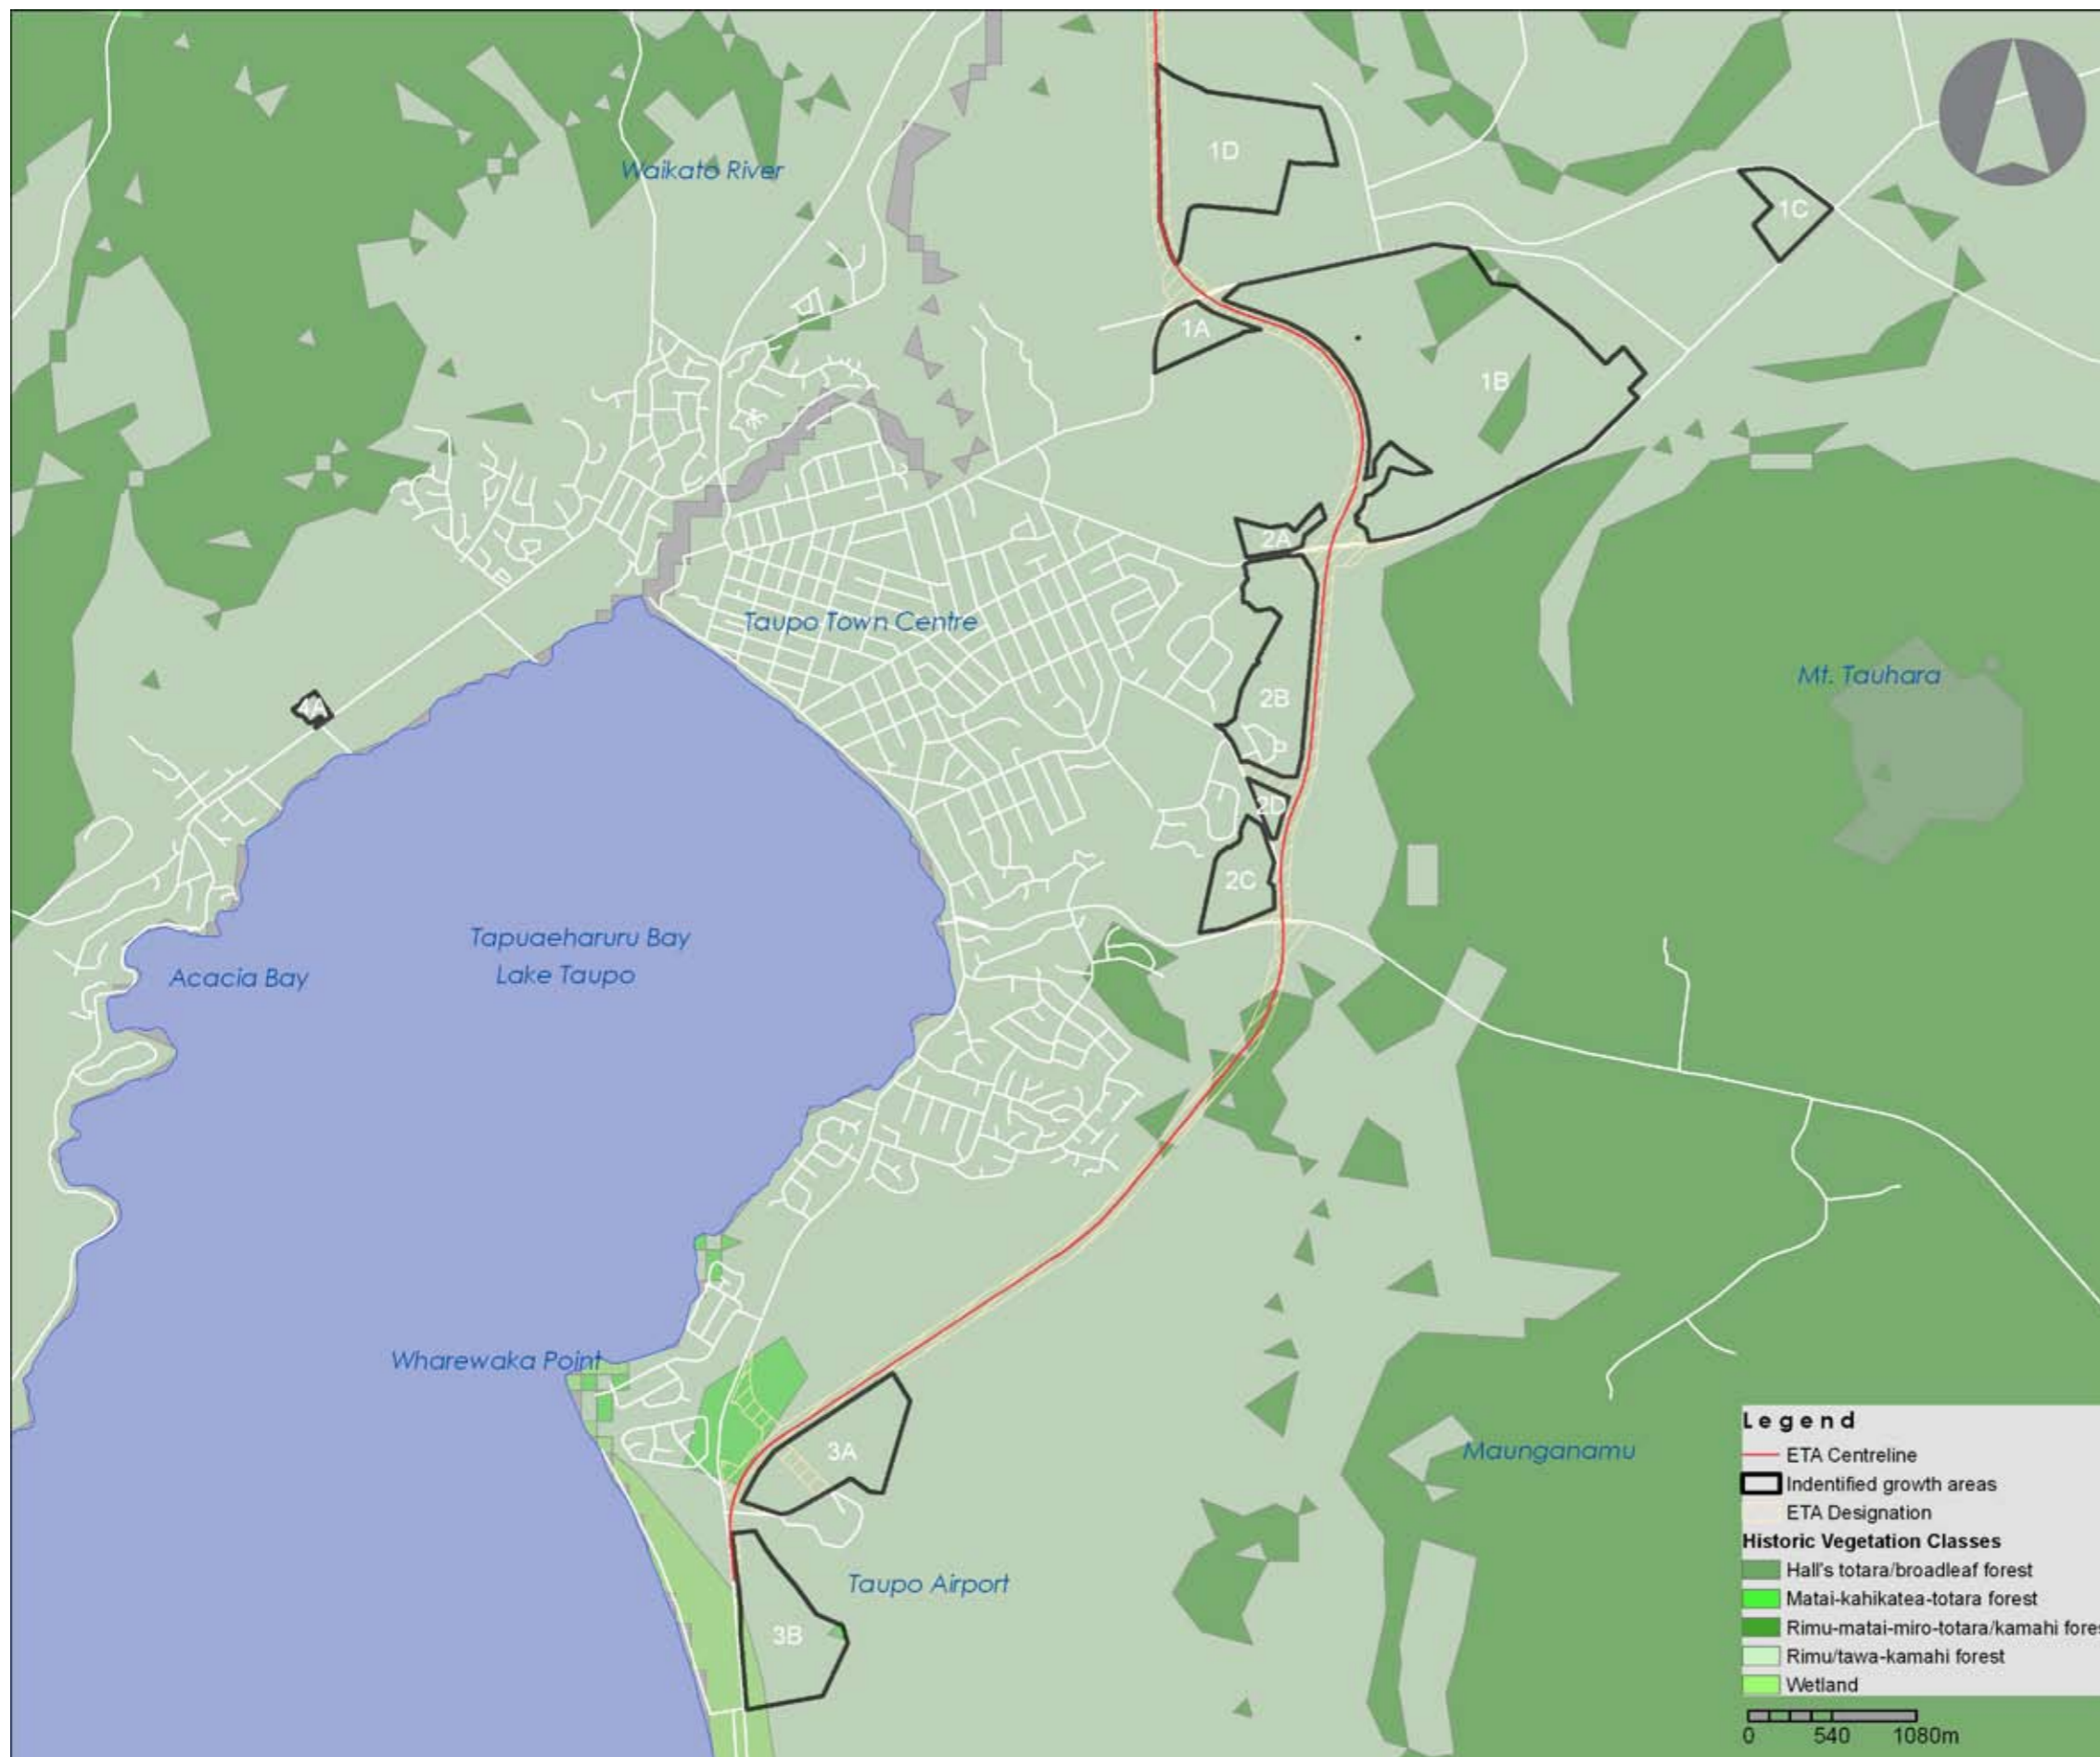 1D
Waikato River
1C
1A
1B
2A
Taupo Town Centre
Mt. Tauhara
2B
4A
2D
2C
Tapuaeharuru Bay
Lake Taupo
Acacia Bay
Wharewaka Point
3A
Maunganamu
Taupo Airport
3B
Legend
ETA Centreline
Indentified growth areas
ETA Designation
Historic Vegetation Classes
Hall's totara/broadleaf forest
Matai-kahikatea-totara forest
Rimu-matai-miro-totara/kamahi fores
Rimu/tawa-kamahi forest
Wetland
0 540 1080m